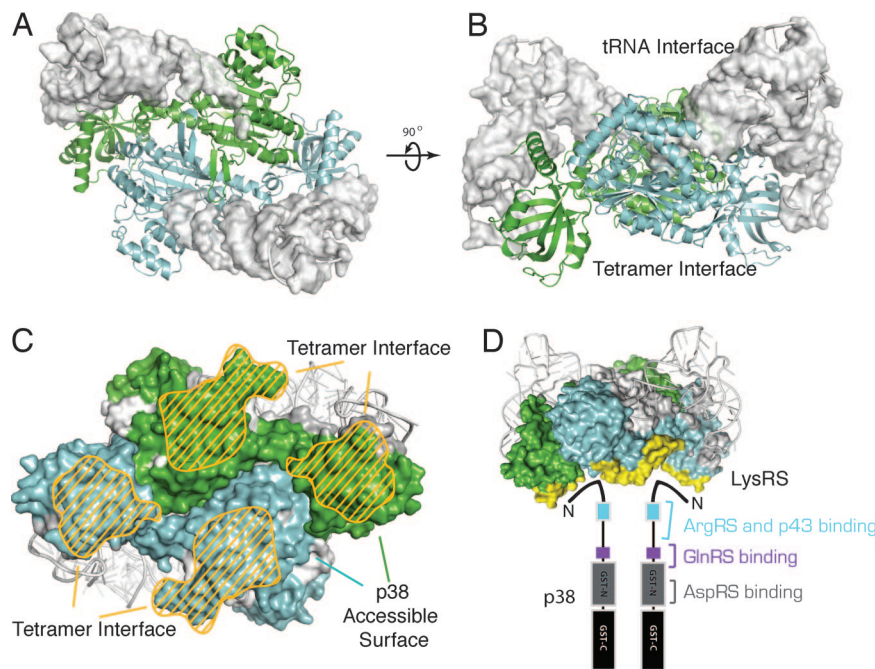 A
B
tRNA Interface
90°
Tetramer Interface
C
Tetramer Interface
D
LysRS
N
N
ArgRS and p43 binding
GlnRS binding
p38
Accessible
Surface
p38
GST-N
GST-N
AspRS binding
Tetramer Interface
GST-C
GST-C